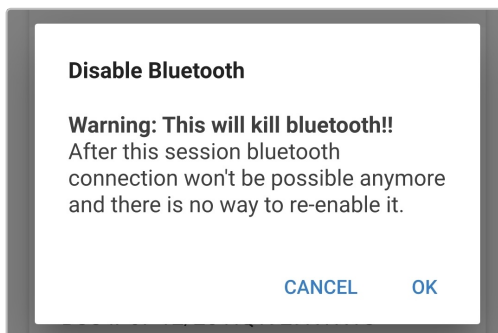 Disable Bluetooth
Warning: This will kill bluetooth!!
After this session bluetooth
connection won't be possible anymore
and there is no way to re-enable it.
CANCEL OK